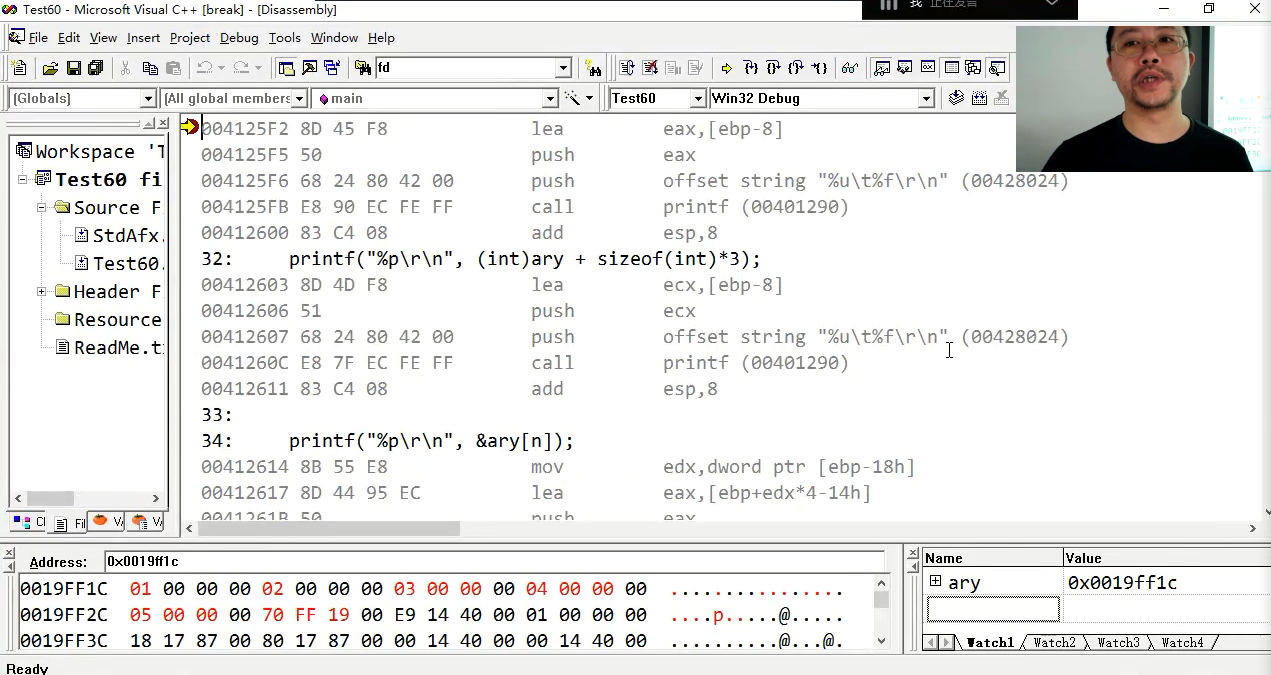 Test60 - Microsoft Visual C++ [break] - [Disassembly]
我 正在发言
File Edit View Insert Project Debug Tools Window Help
fd
(Globals) (All global members main Test60 Win32 Debug
Workspace 'T
Test60 fi
Source F
StdAfx.
Test60.
Header F
Resource
ReadMe.t
Cl Fil V V
004125F2 8D 45 F8 lea eax,[ebp-8]
004125F5 50 push eax
004125F6 68 24 80 42 00 push offset string "%u\t%f\r\n" (00428024)
004125FB E8 90 EC FE FF call printf (00401290)
00412600 83 C4 08 add esp,8
32: printf("%p\r\n", (int)ary + sizeof(int)*3);
00412603 8D 4D F8 lea ecx,[ebp-8]
00412606 51 push ecx
00412607 68 24 80 42 00 push offset string "%u\t%f\r\n" (00428024)
0041260C E8 7F EC FE FF call printf (00401290)
00412611 83 C4 08 add esp,8
33:
34: printf("%p\r\n", &ary[n]);
00412614 8B 55 E8 mov edx,dword ptr [ebp-18h]
00412617 8D 44 95 EC lea eax,[ebp+edx*4-14h]
0041261B 50 push eax
Address: 0x0019ff1c
0019FF1C 01 00 00 00 02 00 00 00 03 00 00 00 04 00 00 00 ................
0019FF2C 05 00 00 00 70 FF 19 00 E9 14 40 00 01 00 00 00 ....p.....@.....
0019FF3C 18 17 87 00 80 17 87 00 00 14 40 00 00 14 40 00 ..........@...@.
Name Value
ary 0x0019ff1c
Watch1 Watch2 Watch3 Watch4
Ready